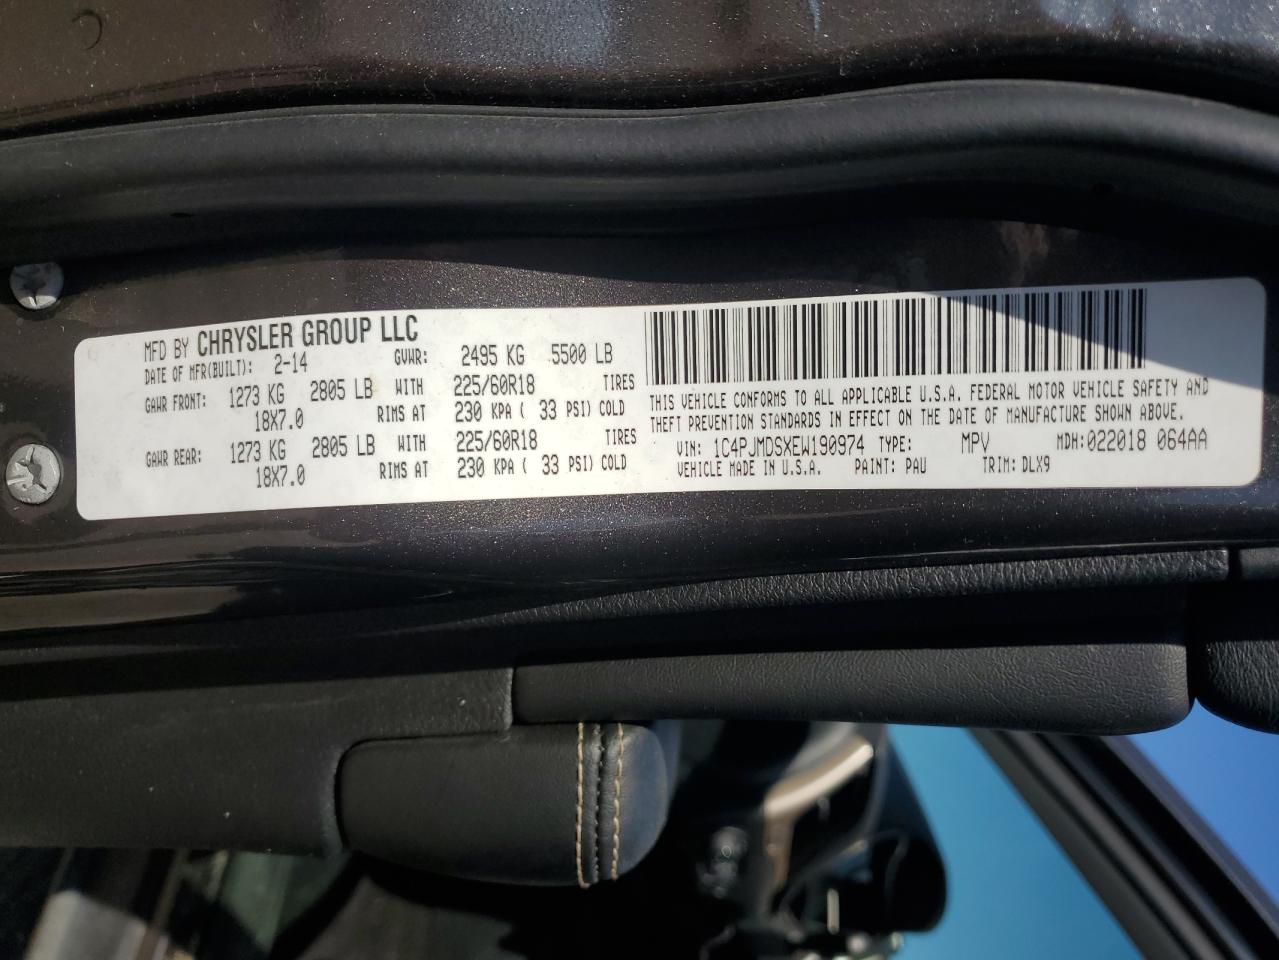 MFD BY CHRYSLER GROUP LLC
DATE OF MFR(BUILT): 2-14 GVWR: 2495 KG 5500 LB
GAWR FRONT: 1273 KG 2805 LB WITH 225/60R18 TIRES
18X7.0 RIMS AT 230 KPA ( 33 PSI) COLD
GAWR REAR: 1273 KG 2805 LB WITH 225/60R18 TIRES
18X7.0 RIMS AT 230 KPA ( 33 PSI) COLD
THIS VEHICLE CONFORMS TO ALL APPLICABLE U.S.A. FEDERAL MOTOR VEHICLE SAFETY AND
THEFT PREVENTION STANDARDS IN EFFECT ON THE DATE OF MANUFACTURE SHOWN ABOVE.
VIN: 1C4PJMDSXEW190974 TYPE: MPV MDH:022018 064AA
VEHICLE MADE IN U.S.A. PAINT: PAU TRIM: DLX9